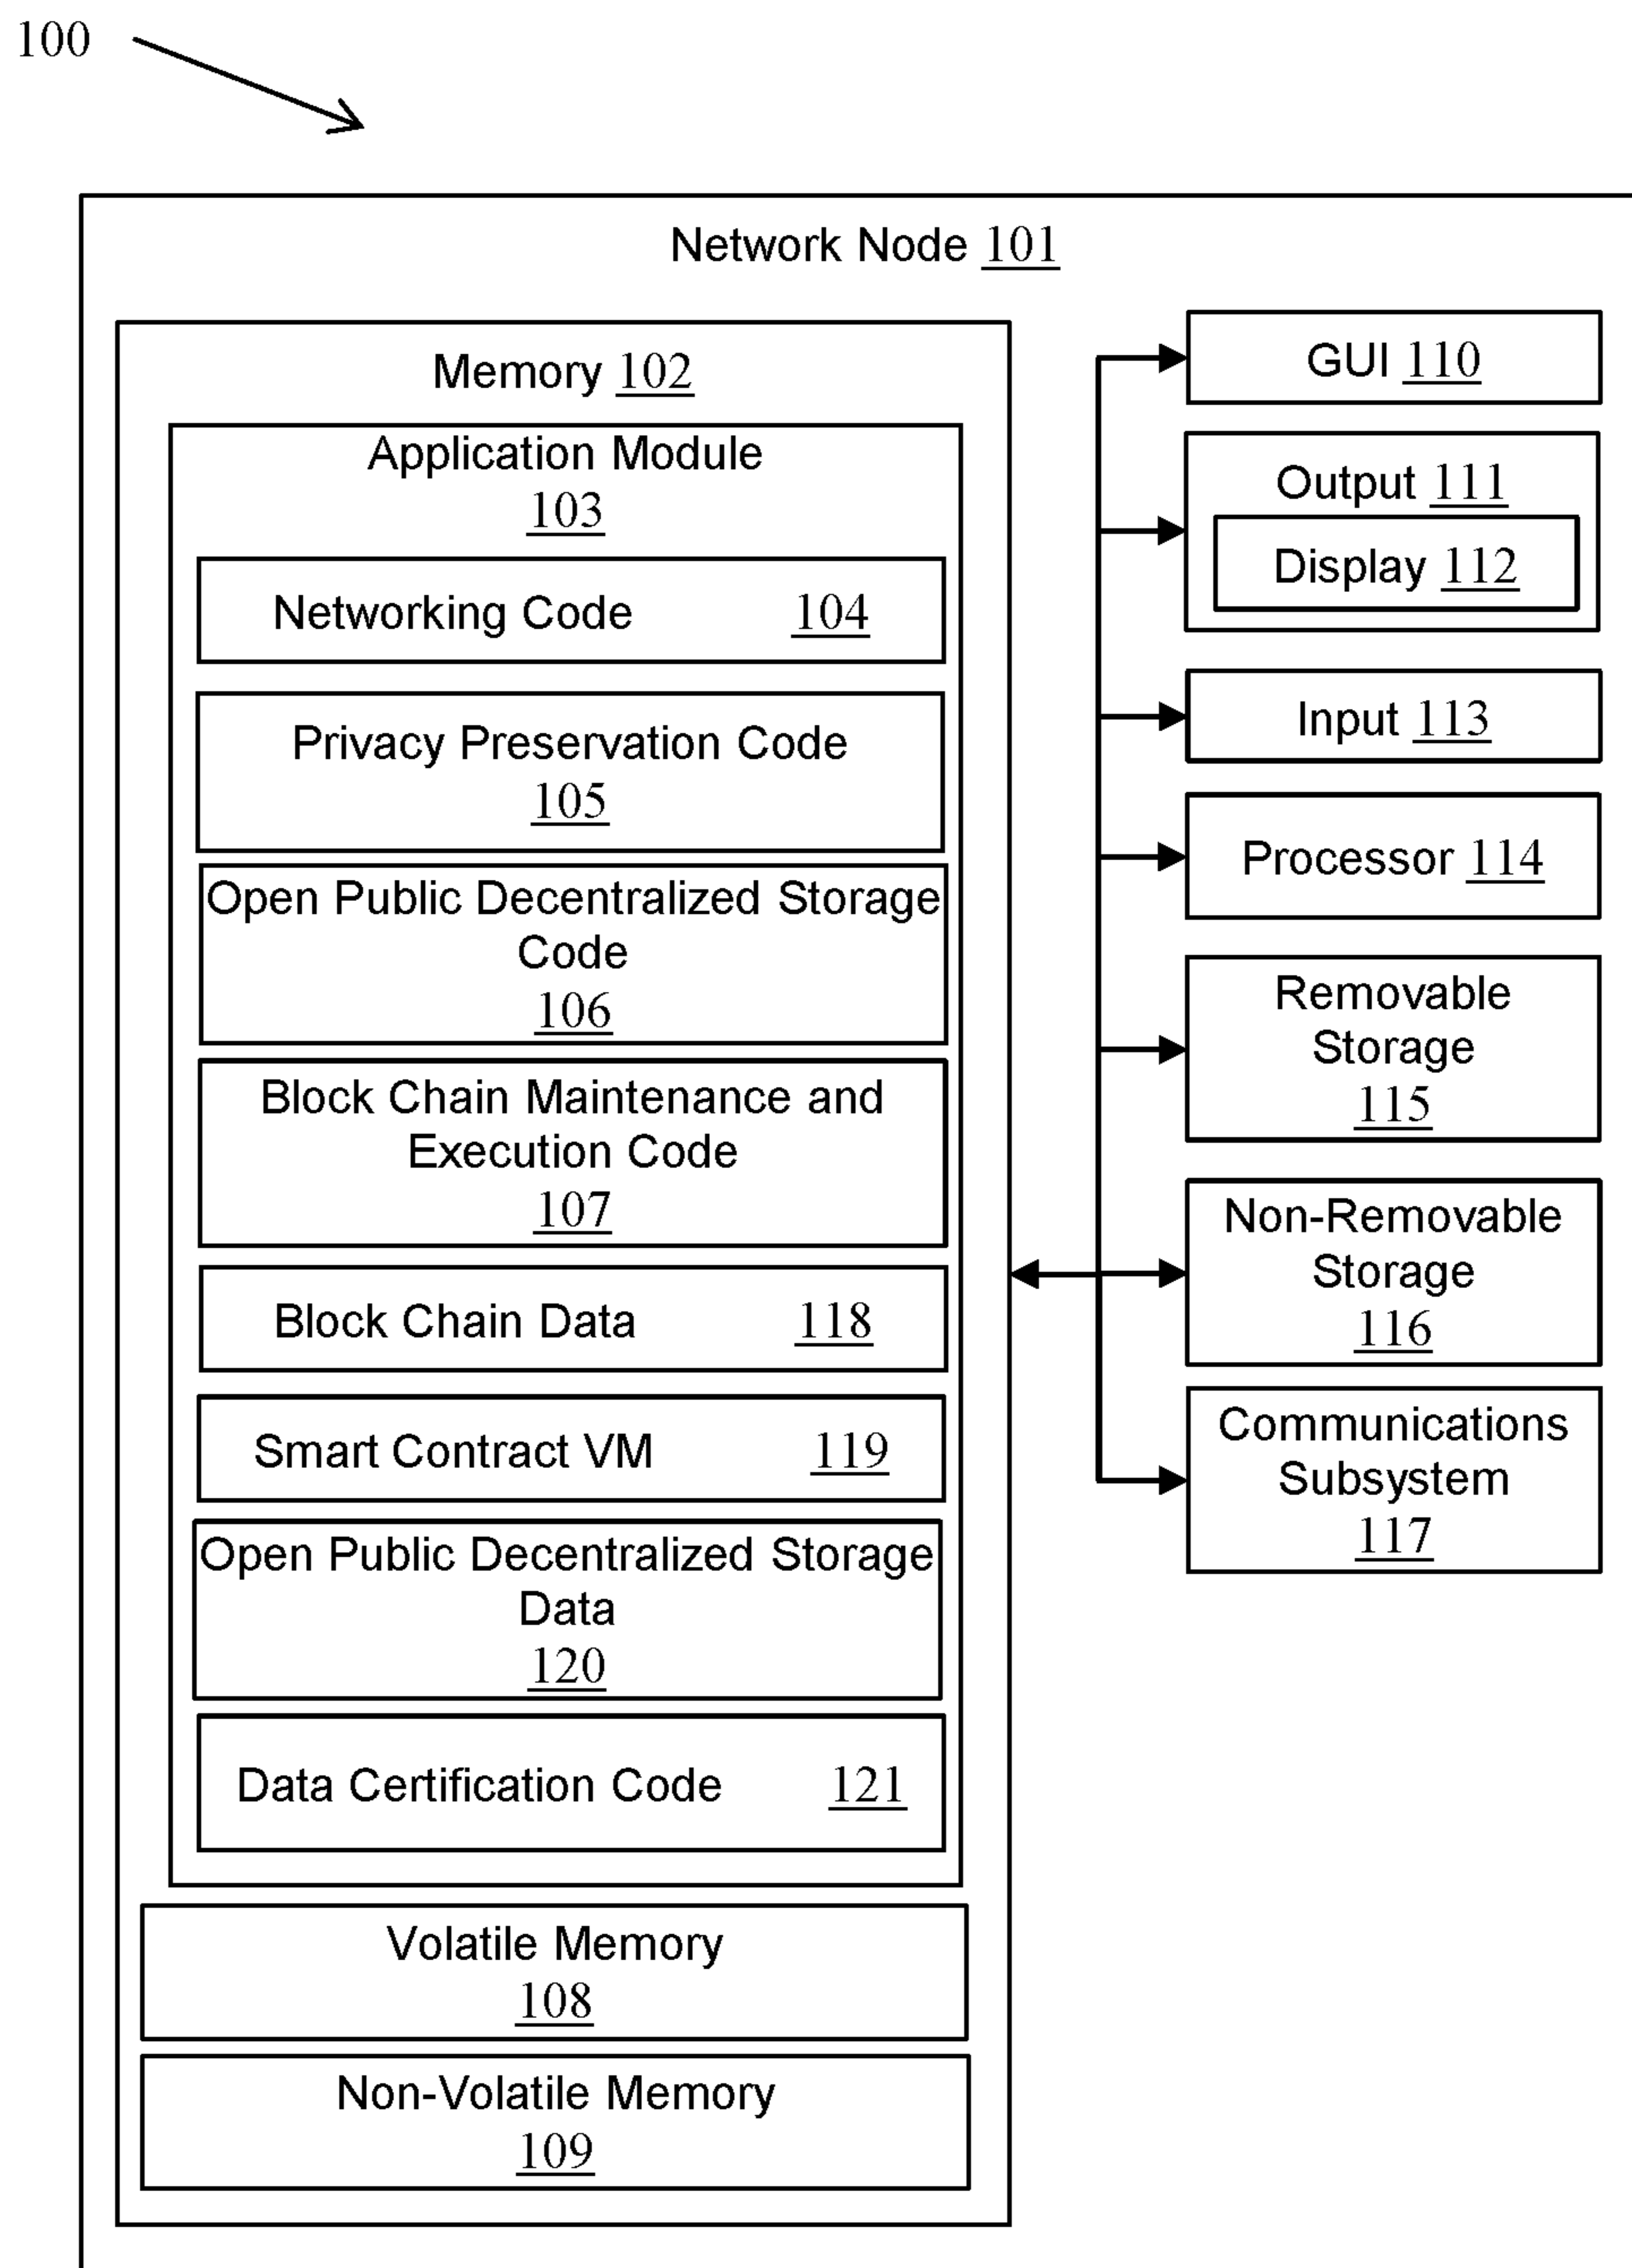 100
Network Node 101
Memory 102
Application Module
103
Networking Code 104
Privacy Preservation Code
105
Open Public Decentralized Storage
Code
106
Block Chain Maintenance and
Execution Code
107
Block Chain Data 118
Smart Contract VM 119
Open Public Decentralized Storage
Data
120
Data Certification Code 121
Volatile Memory
108
Non-Volatile Memory
109
GUI 110
Output 111
Display 112
Input 113
Processor 114
Removable
Storage
115
Non-Removable
Storage
116
Communications
Subsystem
117